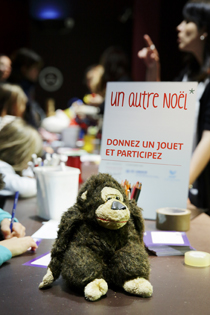 un autre NOËL*
DONNEZ UN JOUET
ET PARTICIPEZ